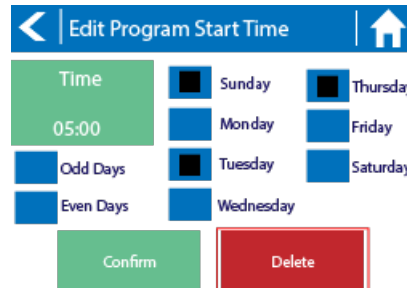 Edit Program Start Time
Time
05:00
Sunday
Thursday
Monday
Friday
Odd Days
Tuesday
Saturday
Even Days
Wednesday
Confirm
Delete